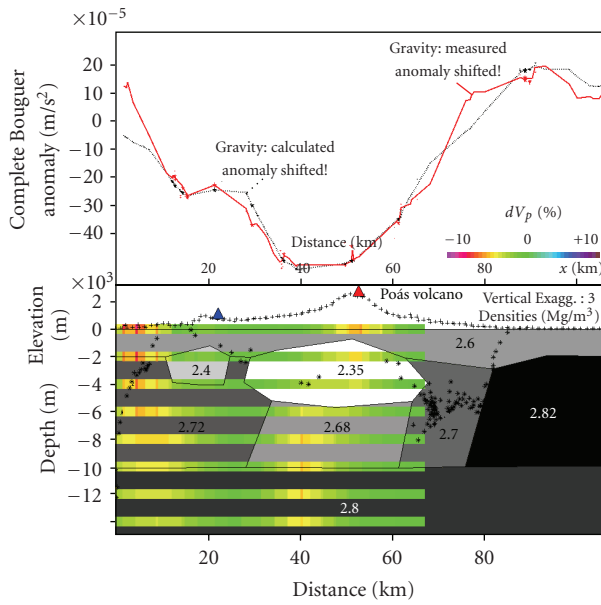 ×10⁻⁵
Complete Bouguer
anomaly (m/s²)
20
10
0
−10
−20
−30
−40
Gravity: measured
anomaly shifted!
Gravity: calculated
anomaly shifted!
Distance (km)
dVp (%)
−10 0 +10
x (km)
20 40 60 80
×10³
Elevation
(m)
Depth (m)
2
0
−2
−4
−6
−8
−10
−12
Poás volcano
Vertical Exagg. : 3
Densities (Mg/m³)
2.6
2.4
2.35
2.72
2.68
2.7
2.82
2.8
0 20 40 60 80
Distance (km)